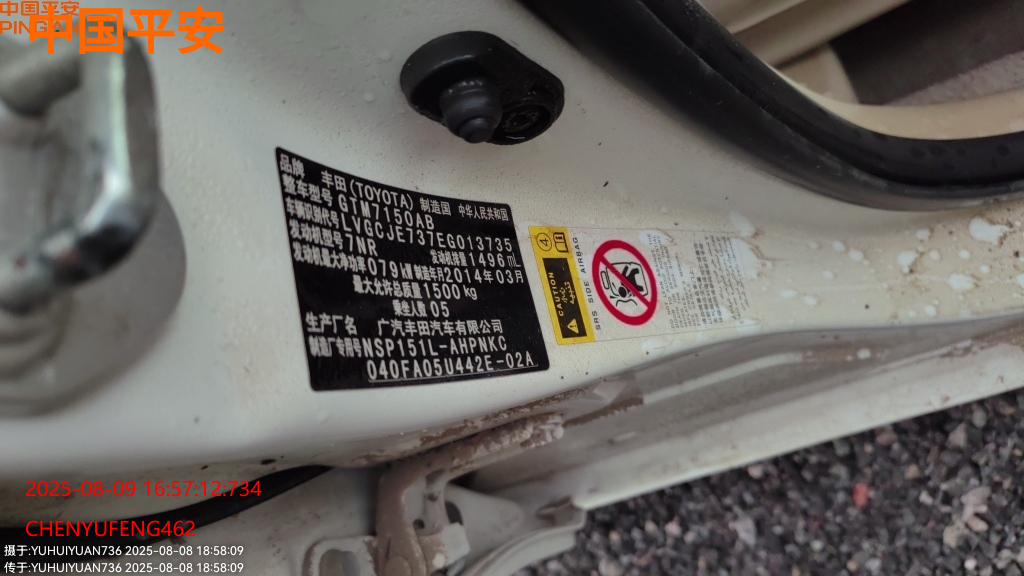 中国平安
PING A
中国平安
品牌 丰田(TOYOTA) 制造国 中华人民共和国
整车型号 GTM7150AB
车辆识别代号 LVGCJE737EG013735
发动机型号 7NR 发动机排量 1496 mL
发动机最大净功率 079 kW 制造年月 2014年03月
最大允许总质量 1500 kg
乘坐人数 05
生产厂名 广汽丰田汽车有限公司
制造厂专用号 NSP151L-AHPNKC
040FA05U442E-02A
4
CAUTION
SRS SIDE AIRBAG
2025-08-09 16:57:12:734
CHENYUFENG462
摄于:YUHUIYUAN736 2025-08-08 18:58:09
传于:YUHUIYUAN736 2025-08-08 18:58:09